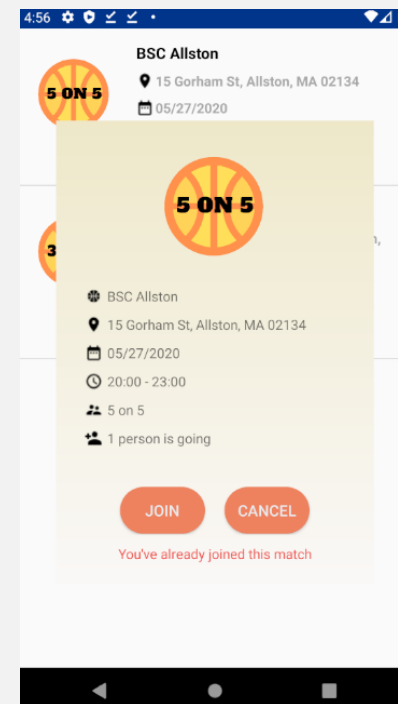 4:56
BSC Allston
15 Gorham St, Allston, MA 02134
5 ON 5
05/27/2020
5 ON 5
3
BSC Allston
15 Gorham St, Allston, MA 02134
05/27/2020
20:00 - 23:00
5 on 5
1 person is going
JOIN
CANCEL
You've already joined this match